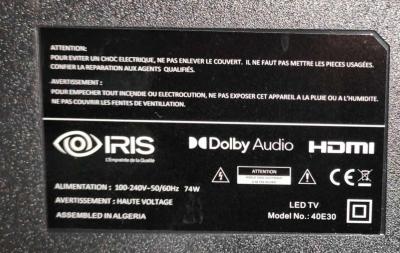 ATTENTION:
POUR EVITER UN CHOC ELECTRIQUE, NE PAS ENLEVER LE COUVERT. IL NE FAUT PAS METTRE LES PIECES USAGÉES.
CONFIER LA REPARATION AUX AGENTS QUALIFIÉS.
AVERTISSEMENT :
POUR EMPECHER TOUT INCENDIE OU ELECTROCUTION, NE PAS EXPOSER CET APPAREIL A LA PLUIE OU A L'HUMIDITE.
NE PAS COUVRIR LES FENTES DE VENTILLATION.
IRIS
L'Empreinte de la Qualité
Dolby Audio
HDMI
ATTENTION
CE
ALIMENTATION : 100-240V~50/60Hz 74W
AVERTISSEMENT : HAUTE VOLTAGE
ASSEMBLED IN ALGERIA
LED TV
Model No.: 40E30